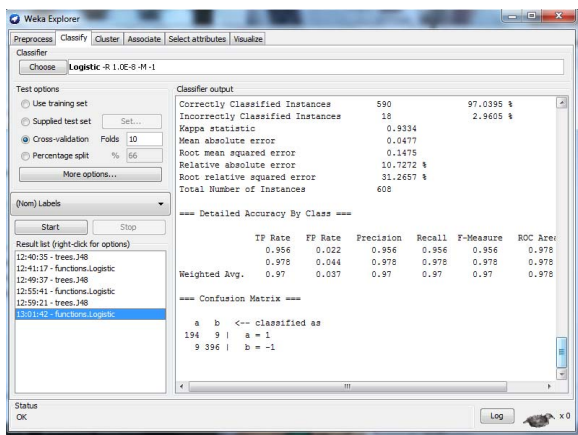 Weka Explorer
Preprocess Classify Cluster Associate Select attributes Visualize
Classifier
Choose Logistic -R 1.0E-8 -M -1
Test options
Use training set
Supplied test set Set...
Cross-validation Folds 10
Percentage split % 66
More options...
(Nom) Labels
Start Stop
Result list (right-click for options)
12:40:35 - trees.J48
12:41:17 - functions.Logistic
12:49:37 - trees.J48
12:55:41 - functions.Logistic
12:59:21 - trees.J48
13:01:42 - functions.Logistic
Classifier output
Correctly Classified Instances 590 97.0395 %
Incorrectly Classified Instances 18 2.9605 %
Kappa statistic 0.9334
Mean absolute error 0.0477
Root mean squared error 0.1475
Relative absolute error 10.7272 %
Root relative squared error 31.2657 %
Total Number of Instances 608
=== Detailed Accuracy By Class ===
TP Rate FP Rate Precision Recall F-Measure ROC Area
0.956 0.022 0.956 0.956 0.956 0.978
0.978 0.044 0.978 0.978 0.978 0.978
Weighted Avg. 0.97 0.037 0.97 0.97 0.97 0.978
=== Confusion Matrix ===
a b <-- classified as
194 9 | a = 1
9 396 | b = -1
Status
OK
Log x 0